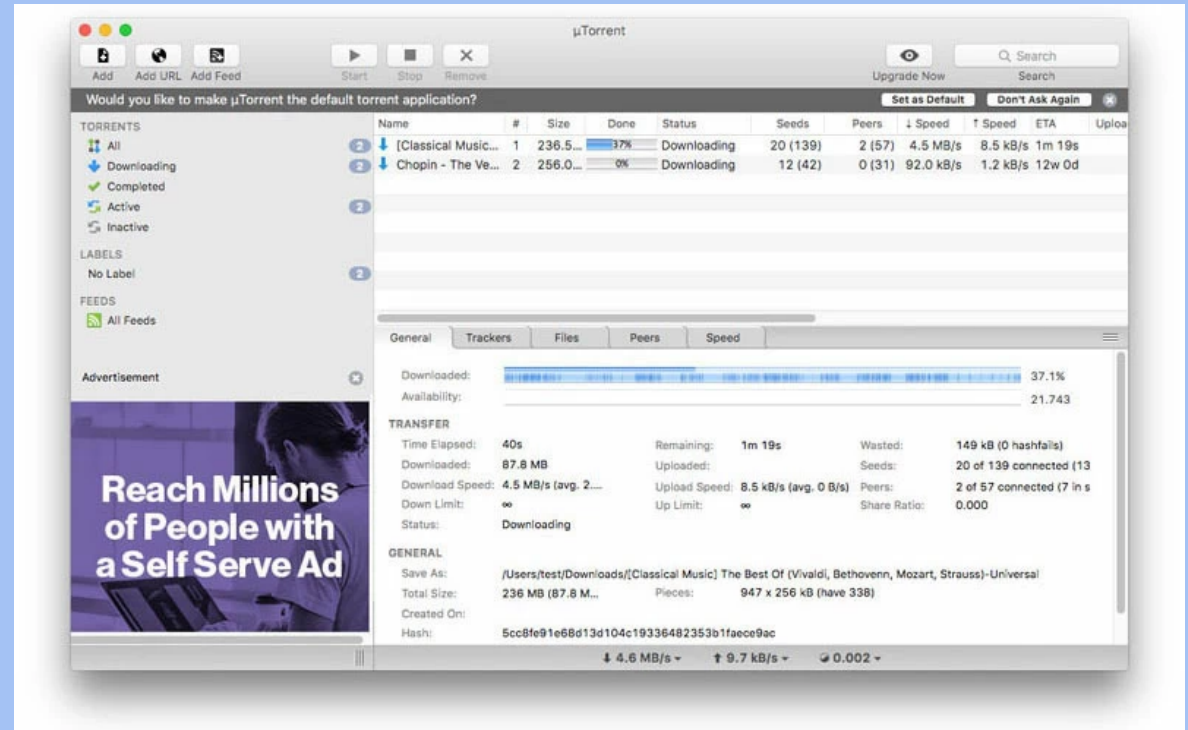 µTorrent
Add Add URL Add Feed Start Stop Remove Upgrade Now Search Search
Would you like to make µTorrent the default torrent application? Set as Default Don't Ask Again
TORRENTS
All 2
Downloading 2
Completed
Active 2
Inactive
LABELS
No Label 2
FEEDS
All Feeds
Advertisement
Reach Millions
of People with
a Self Serve Ad
Name # Size Done Status Seeds Peers ↓ Speed ↑ Speed ETA Uploa
[Classical Music... 1 236.5... 37% Downloading 20 (139) 2 (57) 4.5 MB/s 8.5 kB/s 1m 19s
Chopin - The Ve... 2 256.0... 0% Downloading 12 (42) 0 (31) 92.0 kB/s 1.2 kB/s 12w 0d
General Trackers Files Peers Speed
Downloaded: 37.1%
Availability: 21.743
TRANSFER
Time Elapsed: 40s Remaining: 1m 19s Wasted: 149 kB (0 hashfails)
Downloaded: 87.8 MB Uploaded: Seeds: 20 of 139 connected (13
Download Speed: 4.5 MB/s (avg. 2.... Upload Speed: 8.5 kB/s (avg. 0 B/s) Peers: 2 of 57 connected (7 in s
Down Limit: ∞ Up Limit: ∞ Share Ratio: 0.000
Status: Downloading
GENERAL
Save As: /Users/test/Downloads/[Classical Music] The Best Of (Vivaldi, Bethovenn, Mozart, Strauss)-Universal
Total Size: 236 MB (87.8 M... Pieces: 947 x 256 kB (have 338)
Created On:
Hash: 5cc8fe91e68d13d104c19336482353b1faece9ac
↓ 4.6 MB/s ↑ 9.7 kB/s 0.002